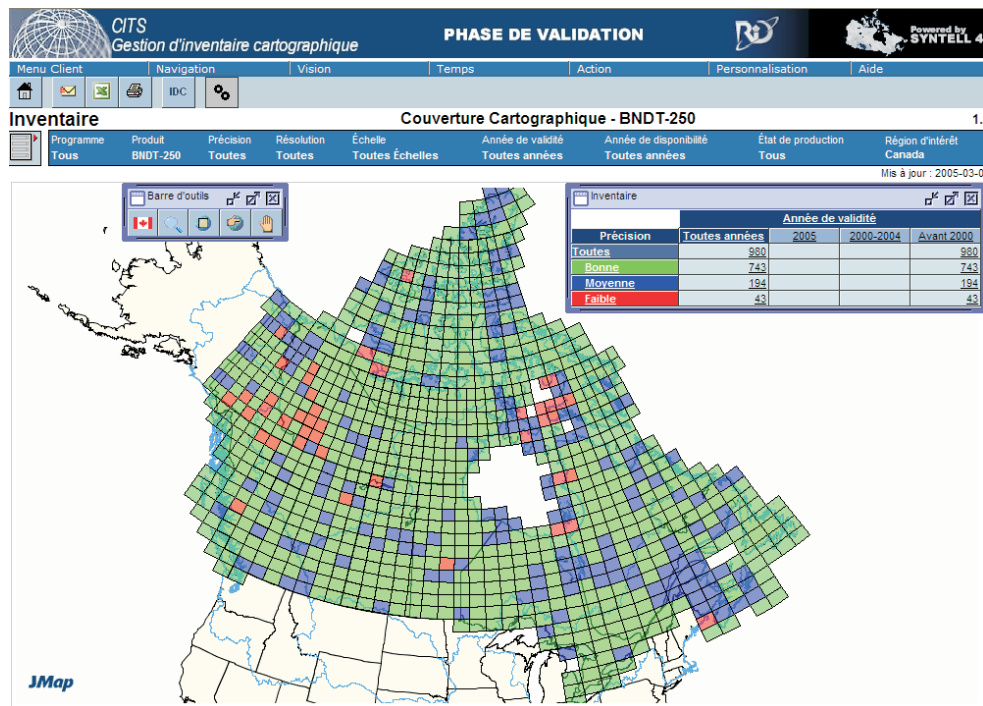 CITS
Gestion d'inventaire cartographique
PHASE DE VALIDATION
Powered by
SYNTELL 4
Menu Client Navigation Vision Temps Action Personnalisation Aide
IDC
Inventaire Couverture Cartographique - BNDT-250 1.
Programme Produit Précision Résolution Échelle Année de validité Année de disponibilité État de production Région d'intérêt
Tous BNDT-250 Toutes Toutes Toutes Échelles Toutes années Toutes années Tous Canada
Mis à jour : 2005-03-0
Barre d'outils
Inventaire
Année de validité
Précision Toutes années 2005 2000-2004 Avant 2000
Toutes 980 980
Bonne 743 743
Moyenne 194 194
Faible 43 43
JMap